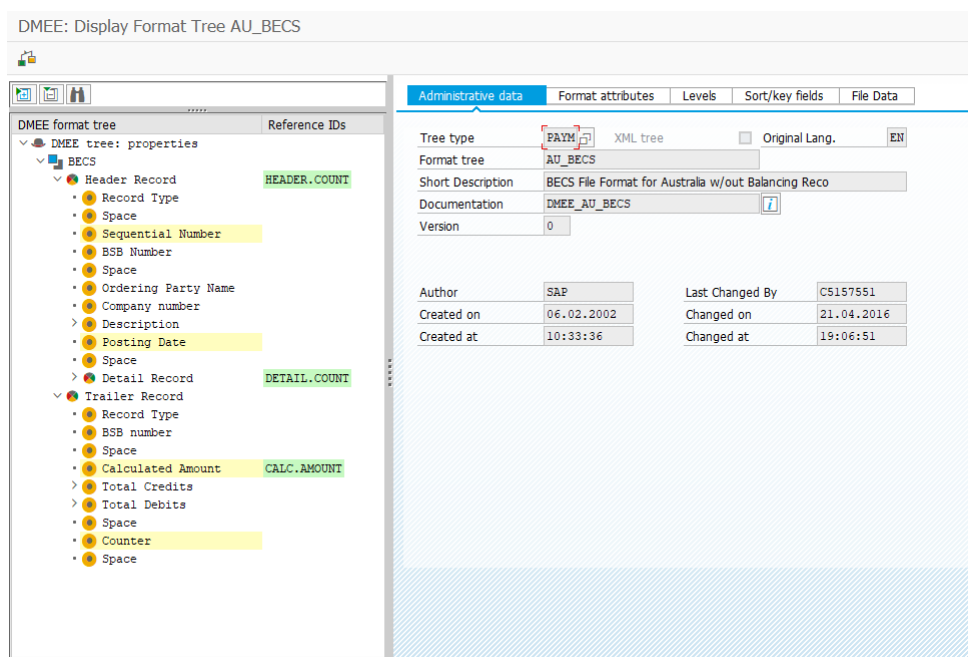 DMEE: Display Format Tree AU_BECS
DMEE format tree Reference IDs
DMEE tree: properties
BECS
Header Record HEADER.COUNT
Record Type
Space
Sequential Number
BSB Number
Space
Ordering Party Name
Company number
Description
Posting Date
Space
Detail Record DETAIL.COUNT
Trailer Record
Record Type
BSB number
Space
Calculated Amount CALC.AMOUNT
Total Credits
Total Debits
Space
Counter
Space
Administrative data Format attributes Levels Sort/key fields File Data
Tree type PAYM XML tree Original Lang. EN
Format tree AU_BECS
Short Description BECS File Format for Australia w/out Balancing Reco
Documentation DMEE_AU_BECS
Version 0
Author SAP Last Changed By C5157551
Created on 06.02.2002 Changed on 21.04.2016
Created at 10:33:36 Changed at 19:06:51